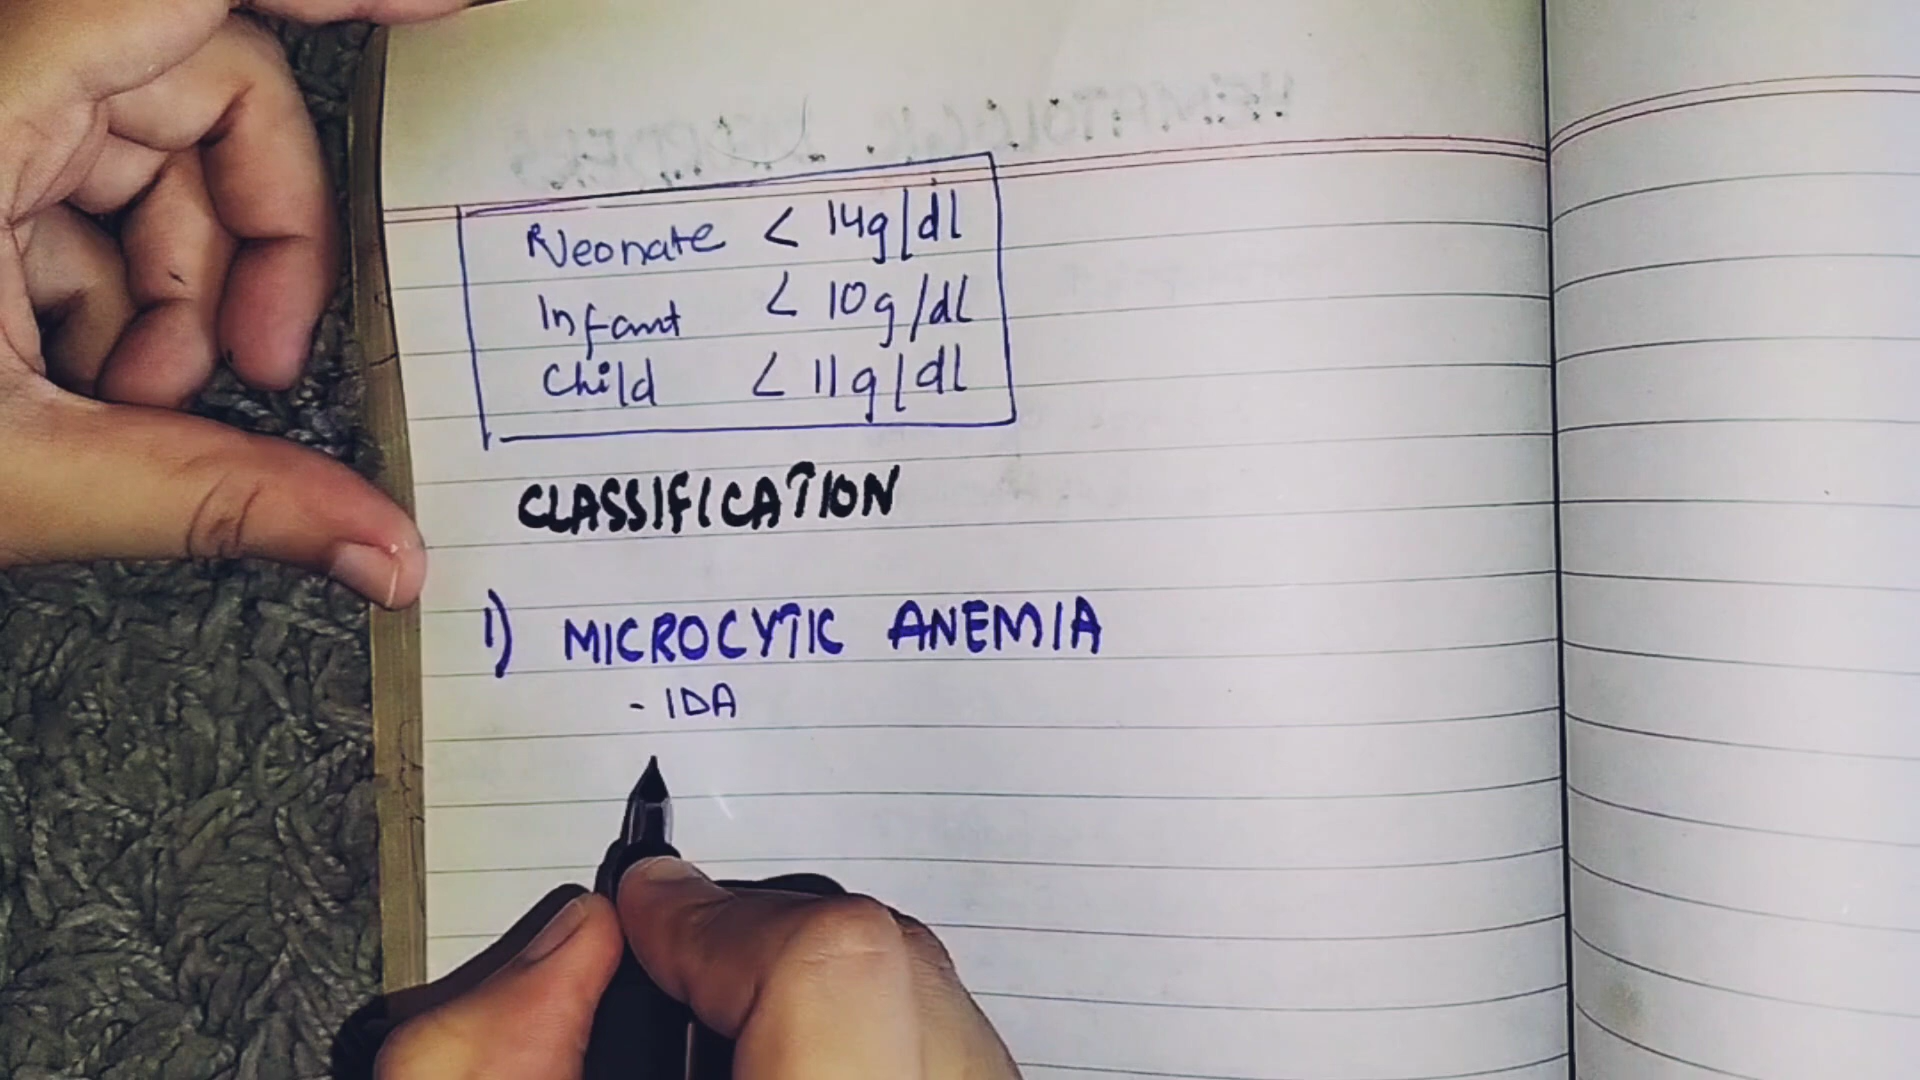 Neonate < 14g/dl
Infant < 10g/dl
Child < 11g/dl
CLASSIFICATION
1) MICROCYTIC ANEMIA
- IDA